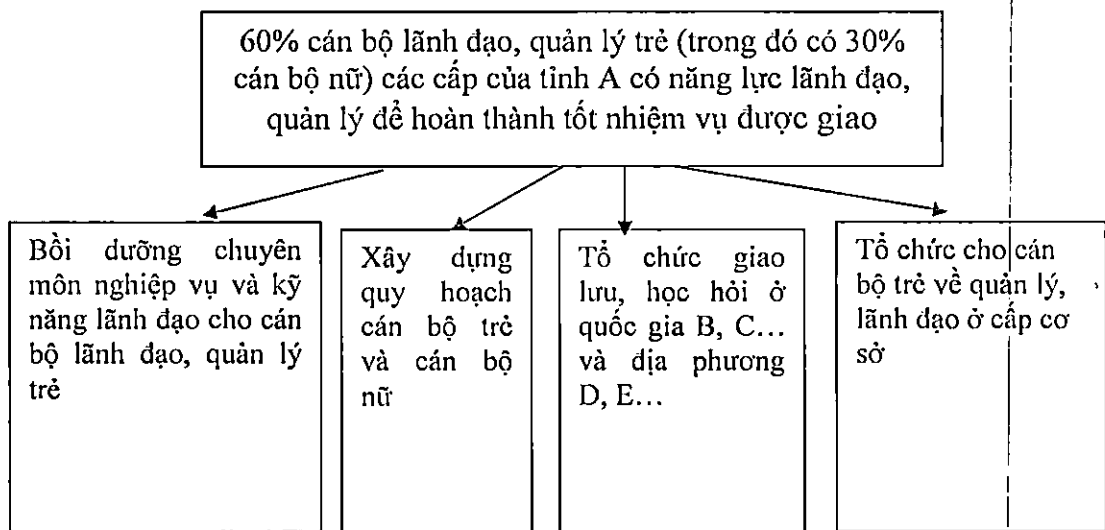 60% cán bộ lãnh đạo, quản lý trẻ (trong đó có 30%
cán bộ nữ) các cấp của tỉnh A có năng lực lãnh đạo,
quản lý để hoàn thành tốt nhiệm vụ được giao
Bồi dưỡng chuyên
môn nghiệp vụ và kỹ
năng lãnh đạo cho cán
bộ lãnh đạo, quản lý
trẻ
Xây dựng
quy hoạch
cán bộ trẻ
và cán bộ
nữ
Tổ chức giao
lưu, học hỏi ở
quốc gia B, C...
và địa phương
D, E...
Tổ chức cho cán
bộ trẻ về quản lý,
lãnh đạo ở cấp cơ
sở